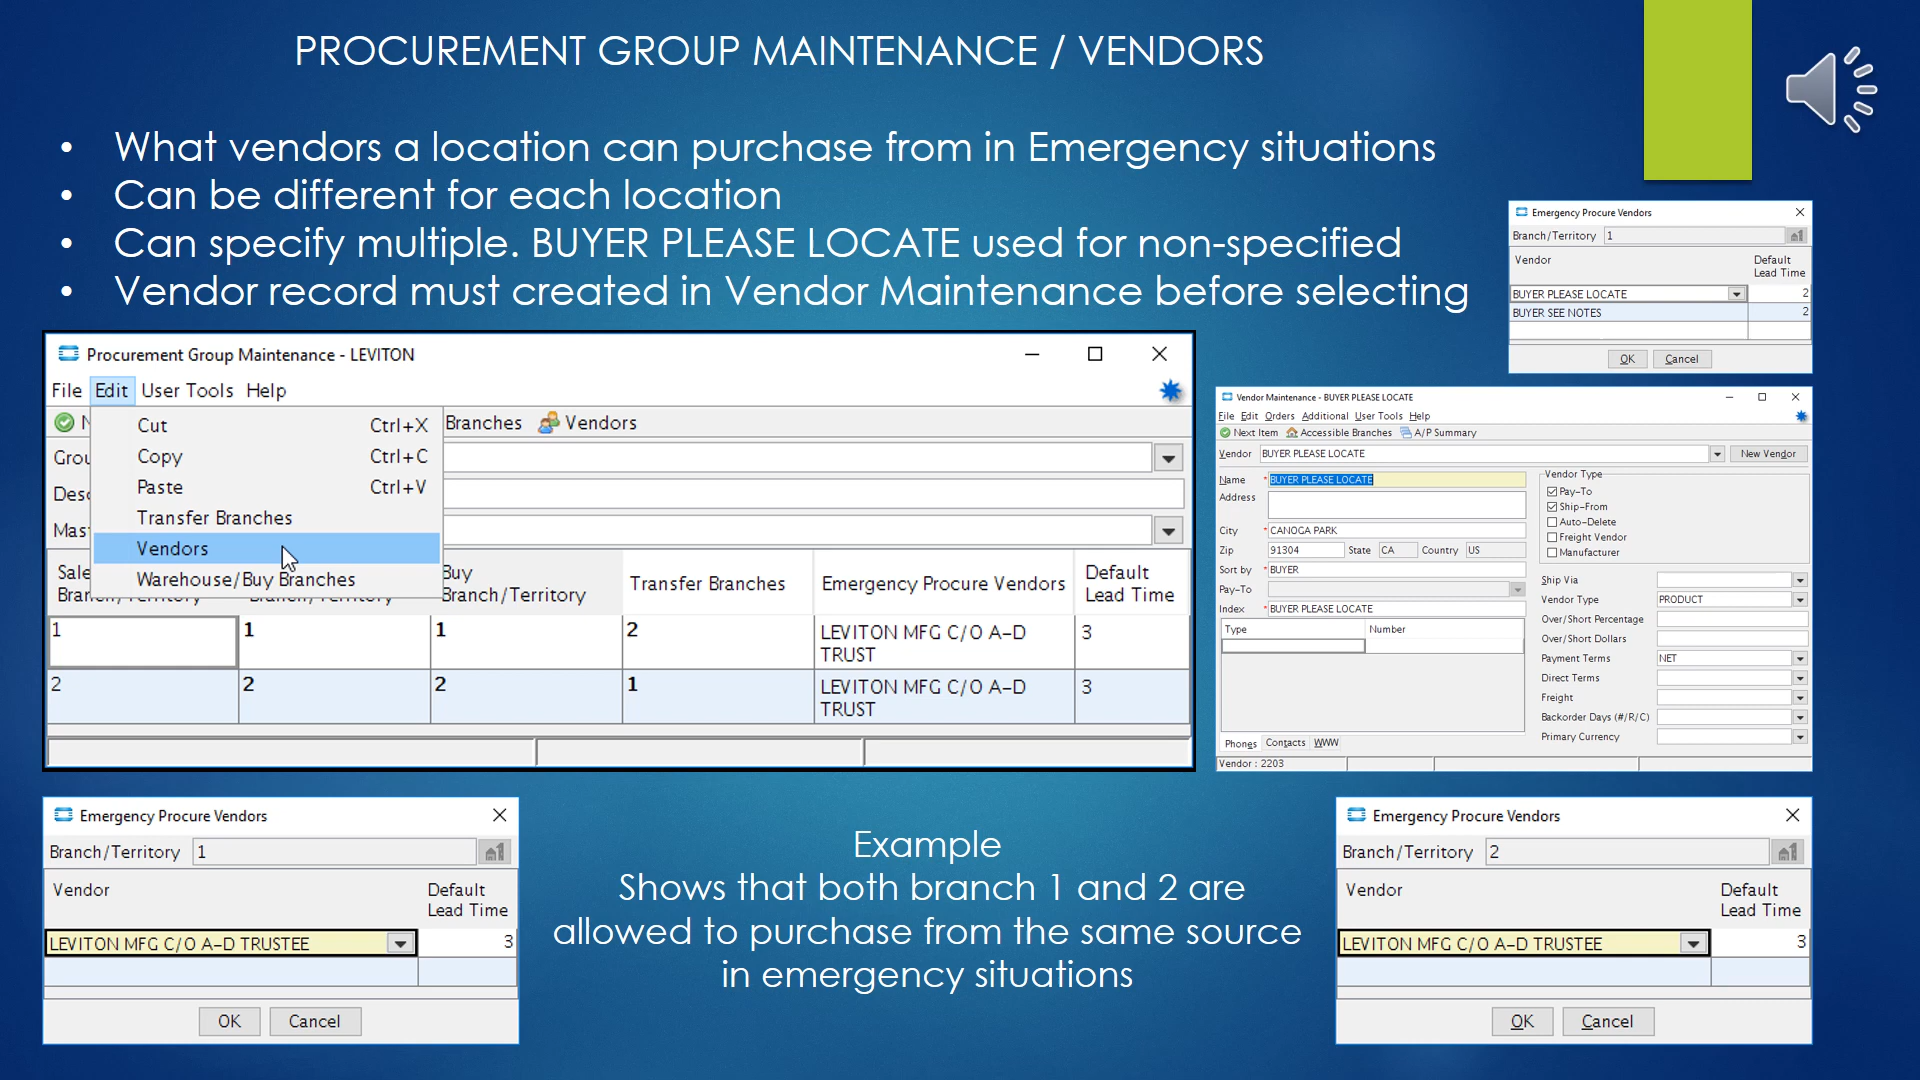 PROCUREMENT GROUP MAINTENANCE / VENDORS
• What vendors a location can purchase from in Emergency situations
• Can be different for each location
• Can specify multiple. BUYER PLEASE LOCATE used for non-specified
• Vendor record must created in Vendor Maintenance before selecting
Emergency Procure Vendors
Branch/Territory 1
Vendor Default Lead Time
BUYER PLEASE LOCATE 2
BUYER SEE NOTES 2
OK Cancel
Procurement Group Maintenance - LEVITON
File Edit User Tools Help
N Branches Vendors
Cut Ctrl+X
Copy Ctrl+C
Paste Ctrl+V
Transfer Branches
Vendors
Warehouse/Buy Branches
Grou
Desc
Mas
Sale
Branch/Territory Branch/Territory
Buy
Branch/Territory
Transfer Branches
Emergency Procure Vendors
Default
Lead Time
1 1 1 2 LEVITON MFG C/O A-D TRUST 3
2 2 2 1 LEVITON MFG C/O A-D TRUST 3
Vendor Maintenance - BUYER PLEASE LOCATE
File Edit Orders Additional User Tools Help
Next Item Accessible Branches A/P Summary
Vendor BUYER PLEASE LOCATE New Vendor
Name * BUYER PLEASE LOCATE
Address
City * CANOGA PARK
Zip 91304 State CA Country US
Sort by * BUYER
Pay-To
Index * BUYER PLEASE LOCATE
Type Number
Phones Contacts WWW
Vendor : 2203
Vendor Type
Pay-To
Ship-From
Auto-Delete
Freight Vendor
Manufacturer
Ship Via
Vendor Type PRODUCT
Over/Short Percentage
Over/Short Dollars
Payment Terms NET
Direct Terms
Freight
Backorder Days (#/R/C)
Primary Currency
Emergency Procure Vendors
Branch/Territory 1
Vendor Default
Lead Time
LEVITON MFG C/O A-D TRUSTEE 3
OK Cancel
Example
Shows that both branch 1 and 2 are
allowed to purchase from the same source
in emergency situations
Emergency Procure Vendors
Branch/Territory 2
Vendor Default
Lead Time
LEVITON MFG C/O A-D TRUSTEE 3
OK Cancel